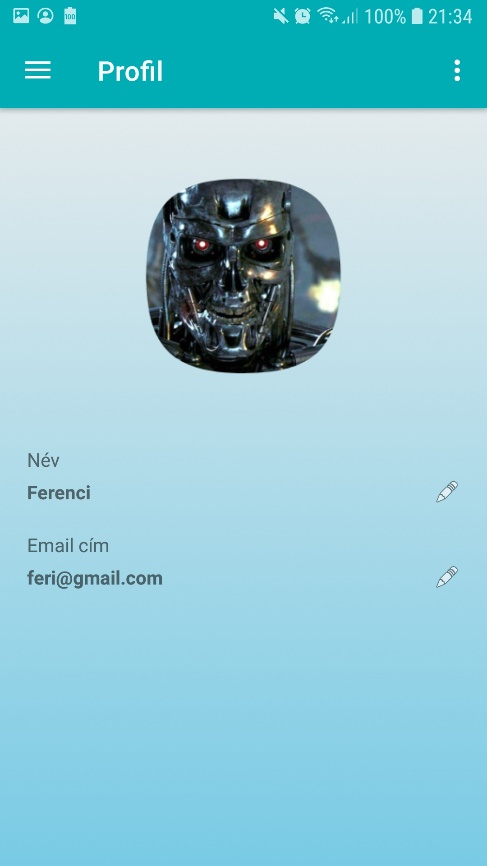 100% 21:34
Profil
Név
Ferenci
Email cím
feri@gmail.com